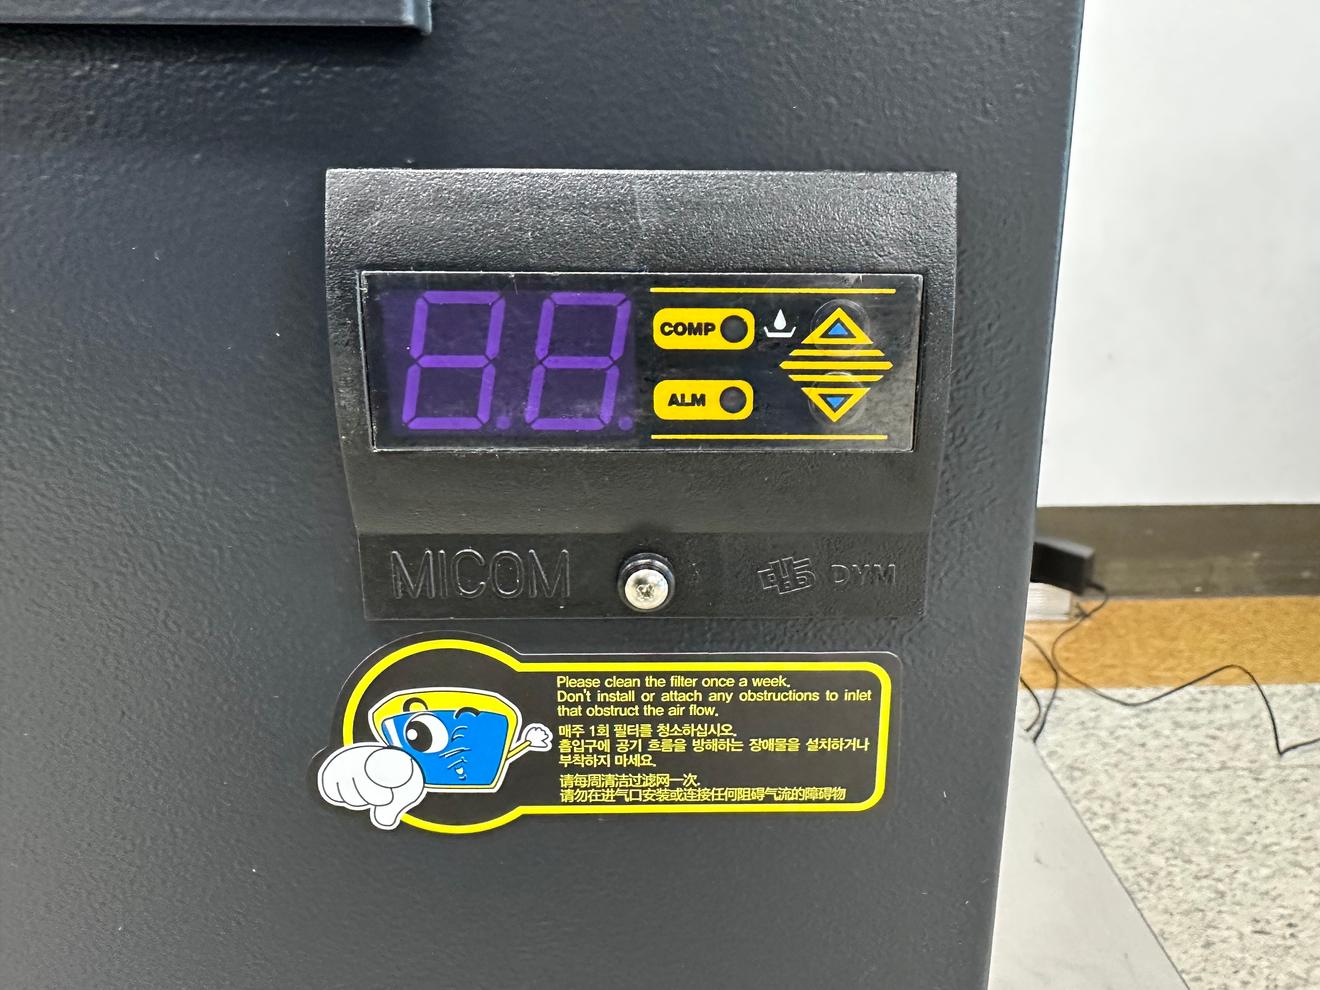 8.8.
COMP
ALM
MICOM
DYM
Please clean the filter once a week.
Don't install or attach any obstructions to inlet
that obstruct the air flow.
매주 1회 필터를 청소하십시오.
흡입구에 공기 흐름을 방해하는 장애물을 설치하거나
부착하지 마세요.
请每周清洁过滤网一次.
请勿在进气口安装或连接任何阻碍气流的障碍物